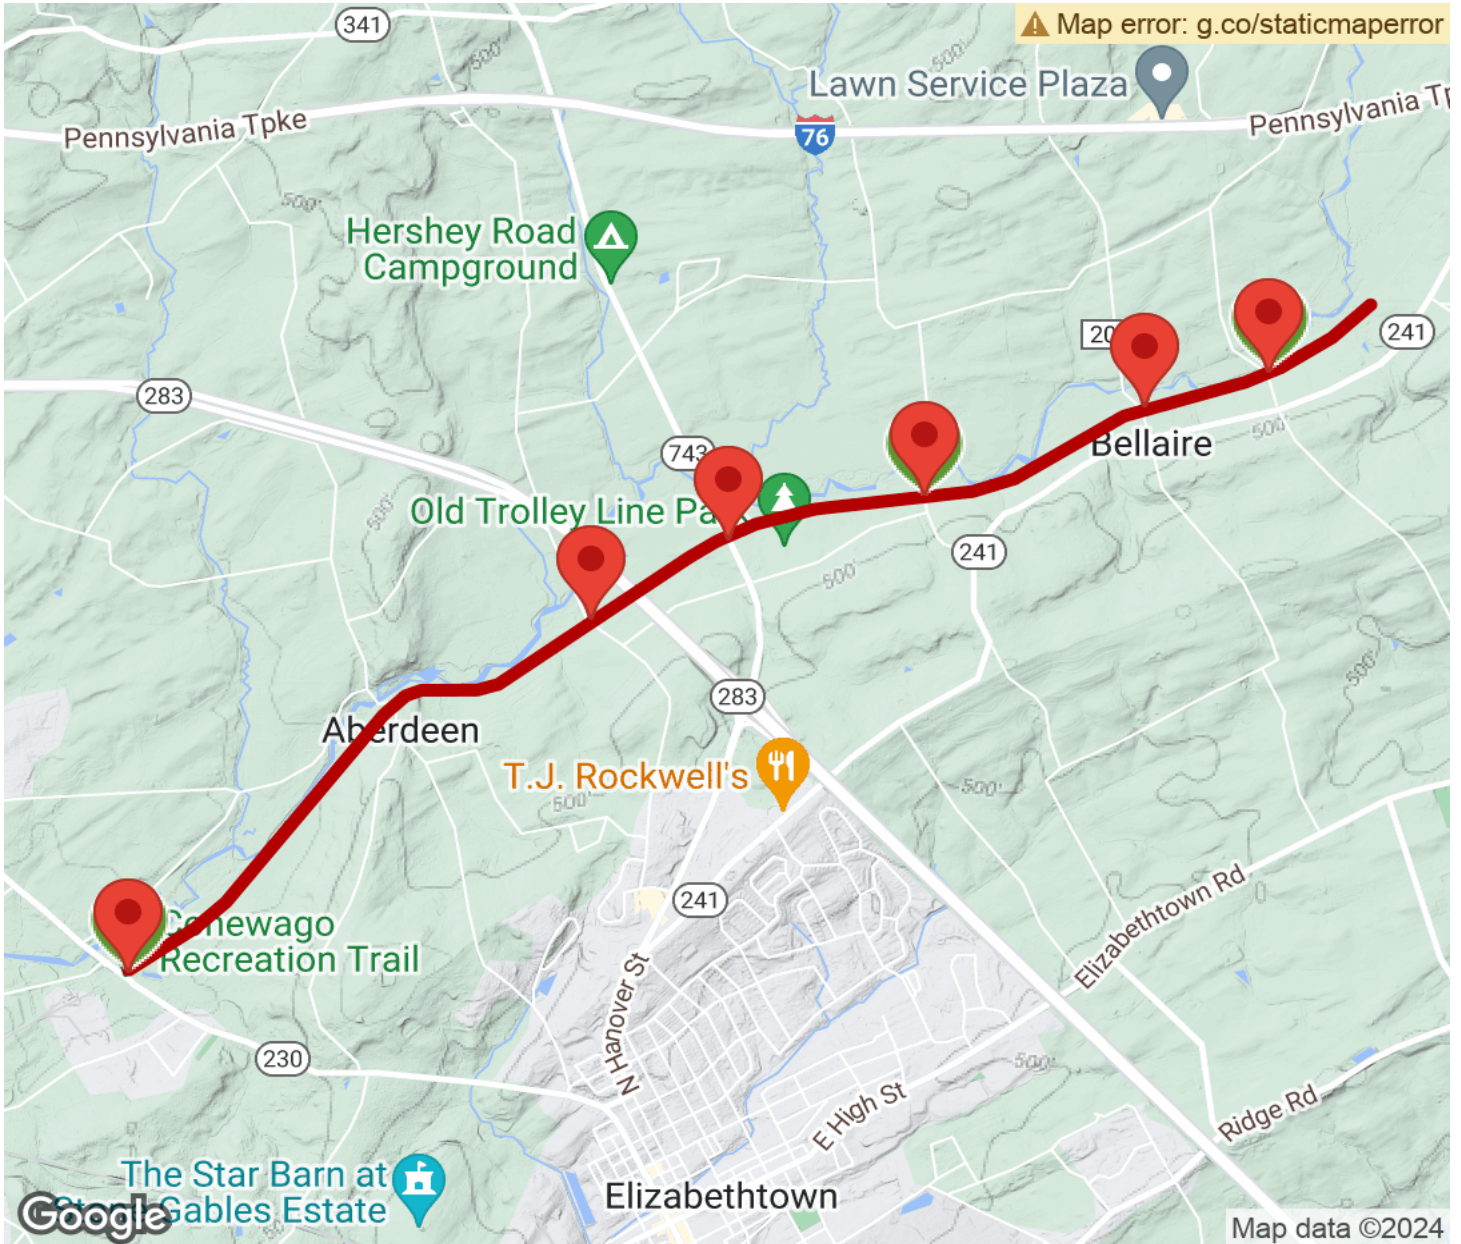 341
Map error: g.co/staticmaperror
500'
500'
Lawn Service Plaza
Pennsylvania Tpke
76
Pennsylvania Tp
500'
Hershey Road
Campground
241
20
283
500'
Bellaire
743
Old Trolley Line Pa k
500'
241
500'
500'
283
Aberdeen
T.J. Rockwell's
500'
500'
241
Elizabethtown Rd
Conewago
Recreation Trail
N Hanover St
230
500'
E High St
Ridge Rd
The Star Barn at
Stone Gables Estate
Elizabethtown
Google
Map data ©2024